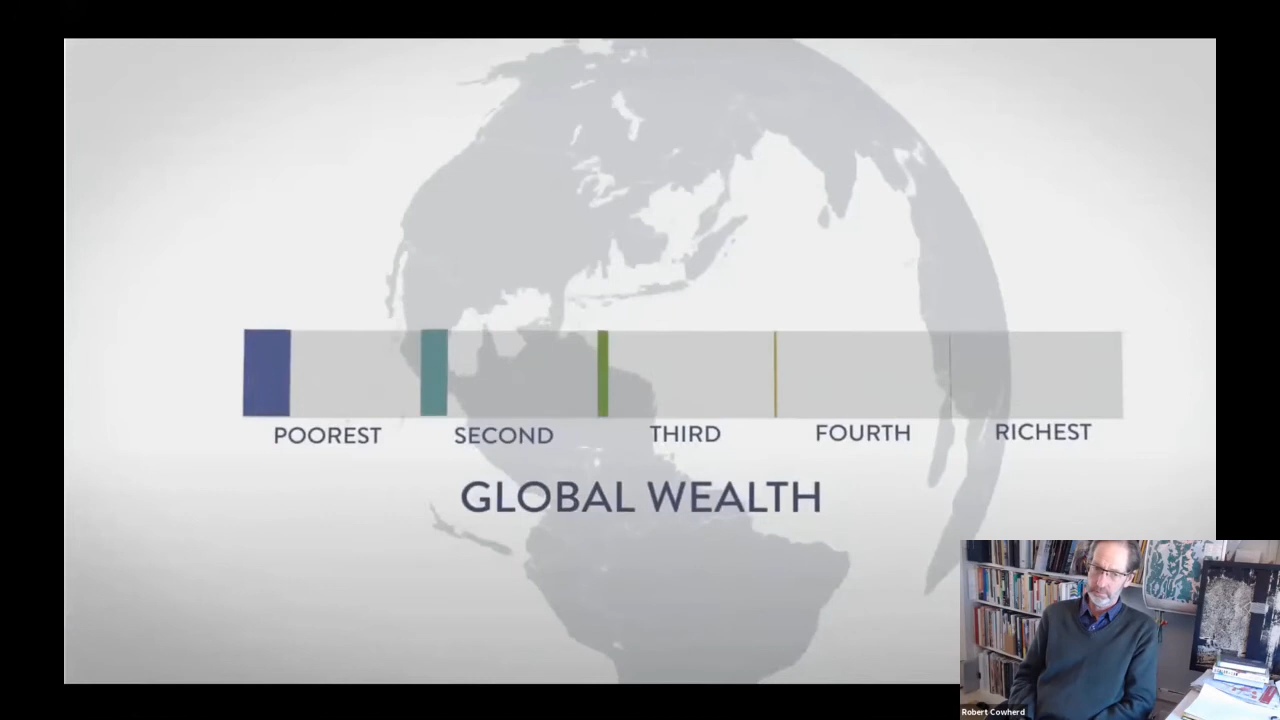 POOREST
SECOND
THIRD
FOURTH
RICHEST
GLOBAL WEALTH
Robert Cowherd